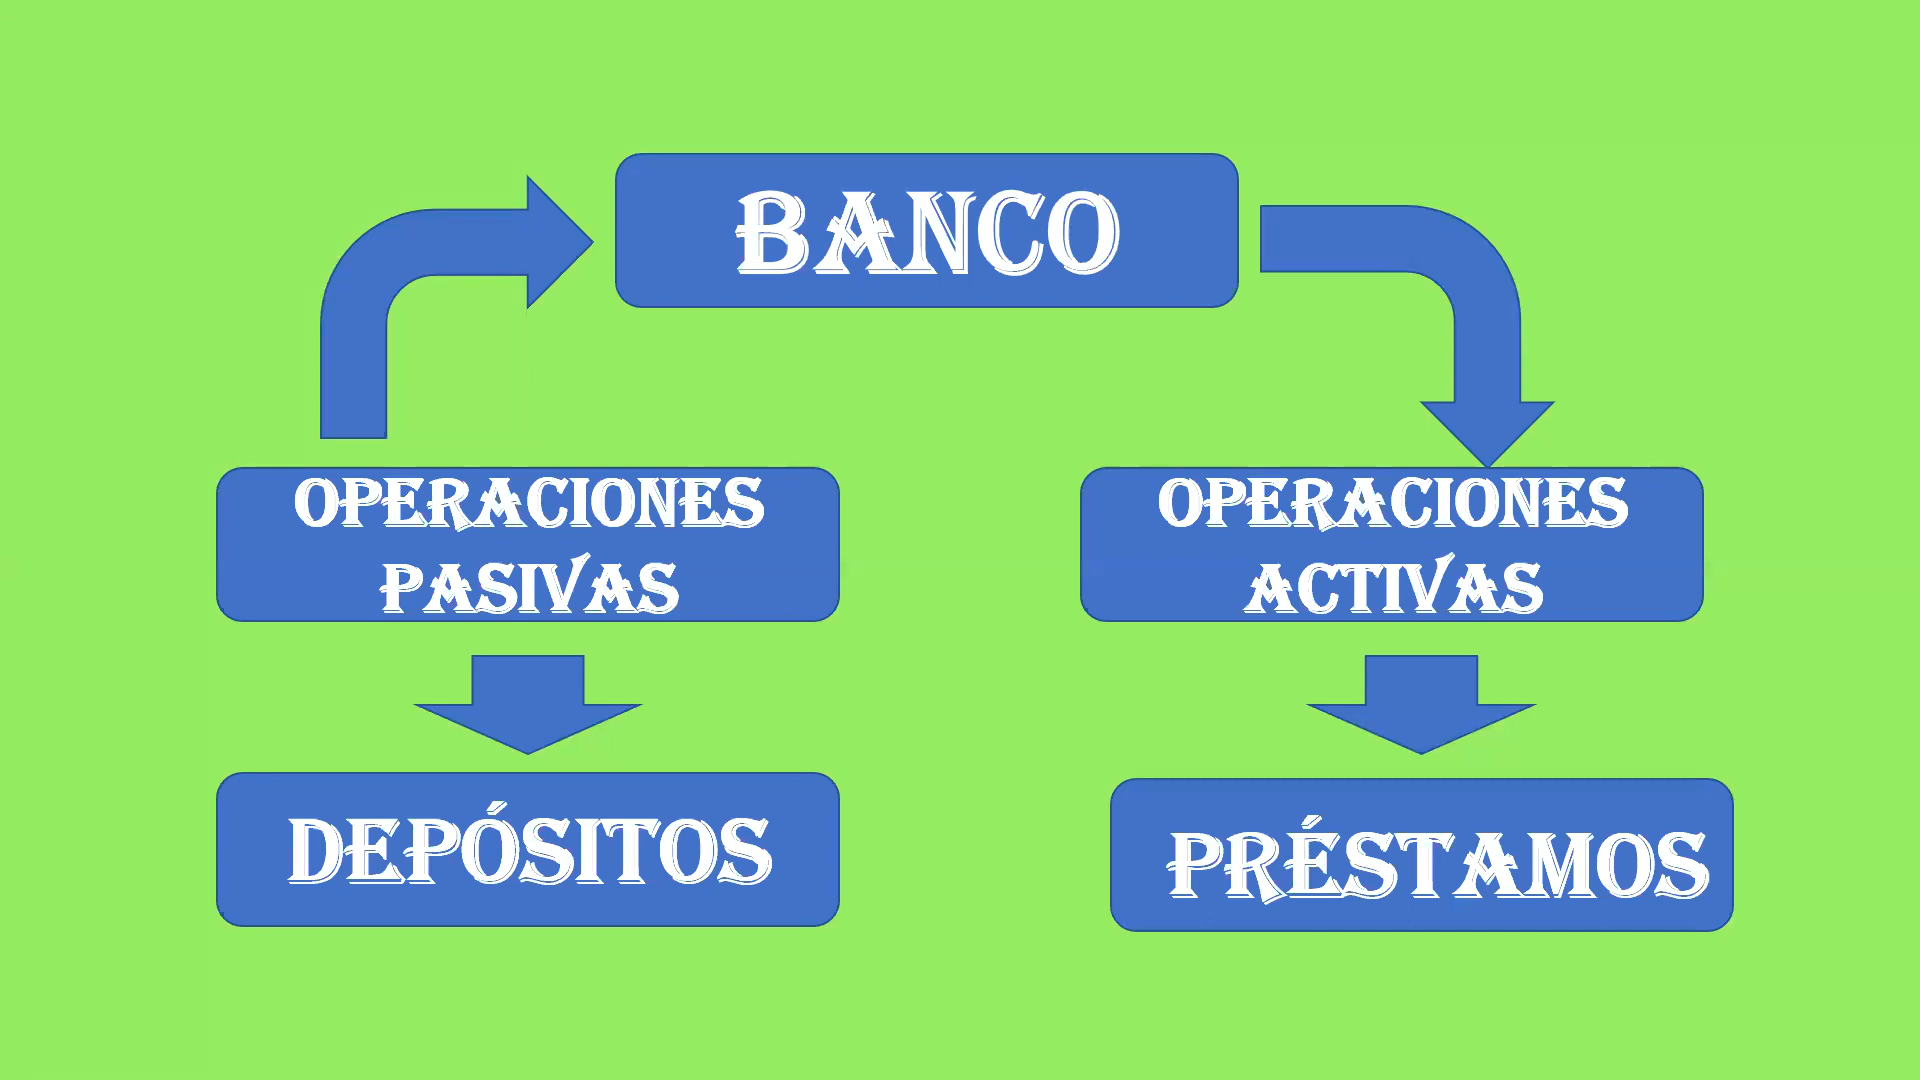 BANCO
OPERACIONES
PASIVAS
OPERACIONES
ACTIVAS
DEPÓSITOS
PRÉSTAMOS